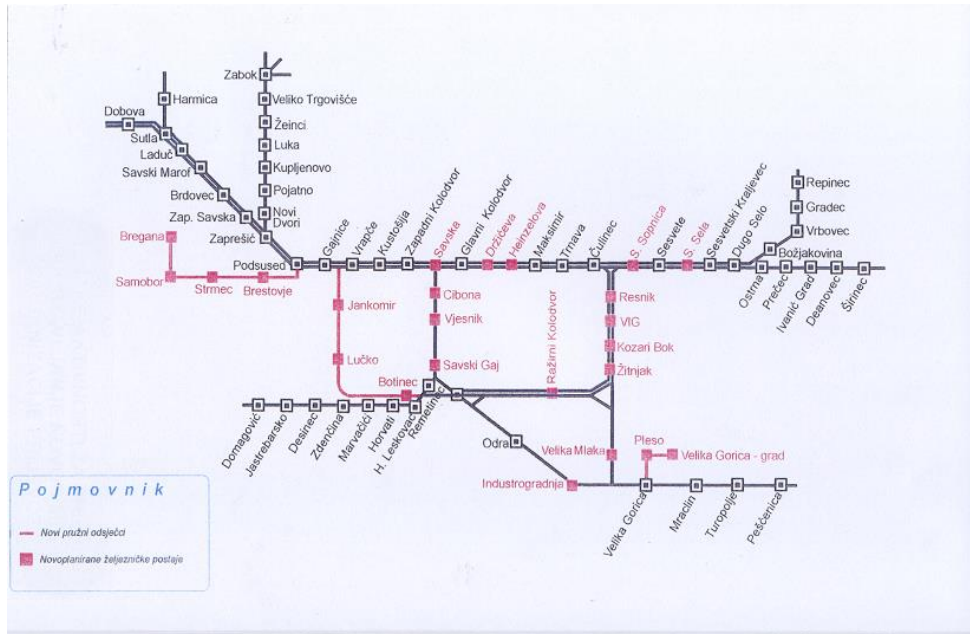 Zabok
Harmica
Veliko Trgovišće
Dobova
Žeinci
Sutla
Luka
Laduč
Savski Marof
Kupljenovo
Brdovec
Pojatno
Zap. Savska
Novi
Dvori
Zaprešić
Bregana
Samobor
Strmec
Brestovje
Podsused
Gajnice
Vrapče
Kustošija
Zapadni Kolodvor
Savska
Glavni Kolodvor
Držićeva
Heinzelova
Maksimir
Trnava
Čulinec
S. Sopnica
Sesvete
S. Sela
Sesvetski Kraljevec
Dugo Selo
Repinec
Gradec
Vrbovec
Božjakovina
Ostrna
Prečec
Ivanić Grad
Deanovec
Širinec
Jankomir
Lučko
Botinec
Cibona
Vjesnik
Savski Gaj
Ražirni Kolodvor
Resnik
VIG
Kozari Bok
Žitnjak
Domagović
Jastrebarsko
Desinec
Zdenčina
Marvačići
Horvati
H. Leskovac
Remetinec
Odra
Velika Mlaka
Pleso
Velika Gorica - grad
Industrogradnja
Velika Gorica
Mraclin
Turopolje
Pešćenica
Pojmovnik
Novi pružni odsječci
Novoplanirane željezničke postaje